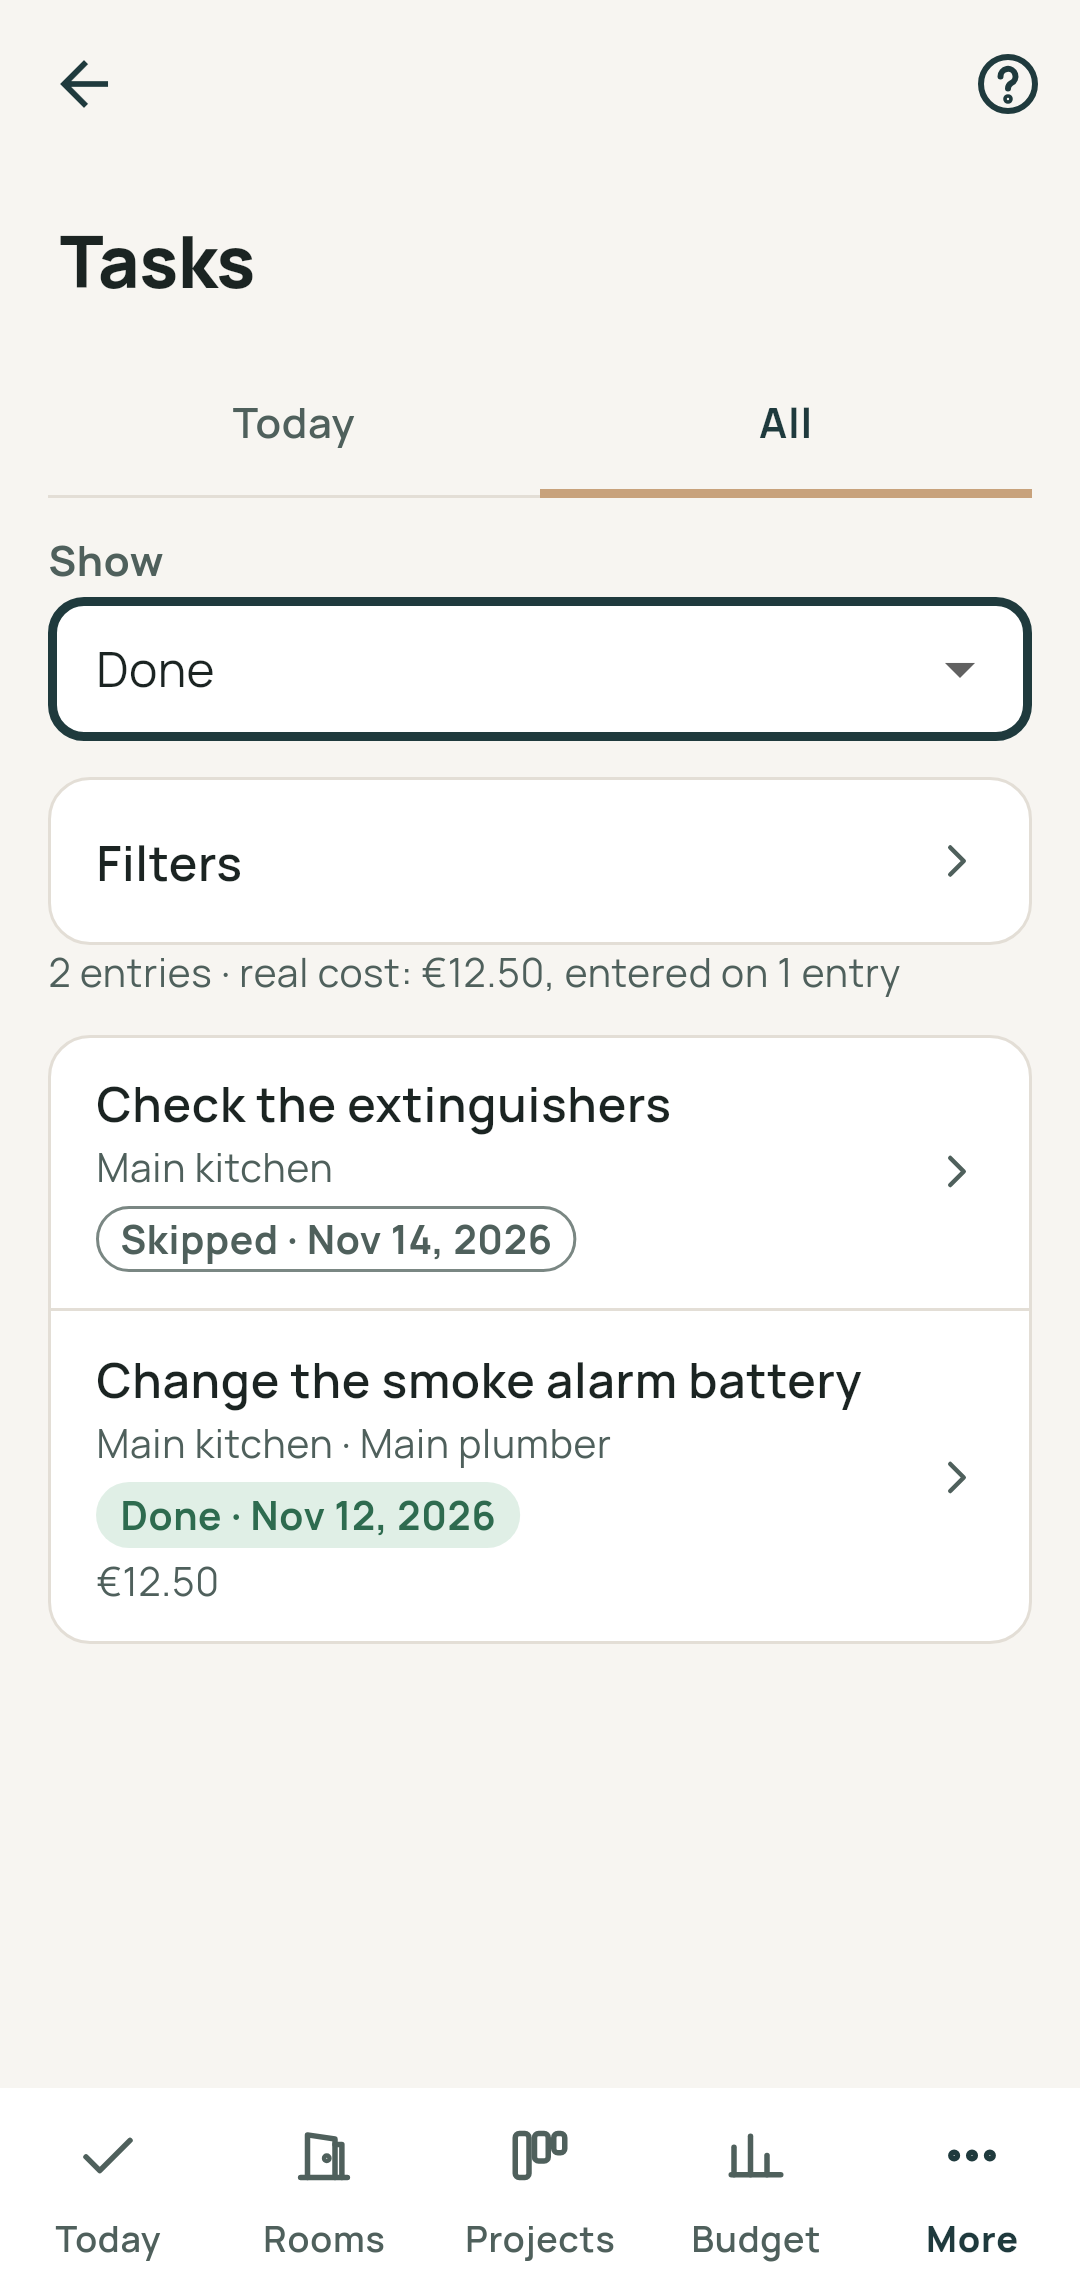 Tasks
Today
All
Show
Done
Filters
2 entries · real cost: €12.50, entered on 1 entry
Check the extinguishers
Main kitchen
Skipped · Nov 14, 2026
Change the smoke alarm battery
Main kitchen · Main plumber
Done · Nov 12, 2026
€12.50
Today
Rooms
Projects
Budget
More